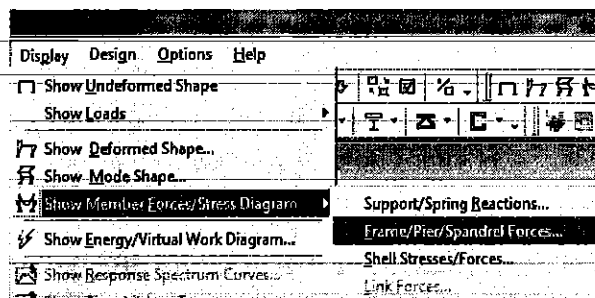 Display Design Options Help
Show Undeformed Shape
Show Loads
Show Deformed Shape...
Show Mode Shape...
Show Member Forces/Stress Diagram
Support/Spring Reactions...
Show Energy/Virtual Work Diagram...
Frame/Pier/Spandrel Forces...
Shell Stresses/Forces...
Show Response Spectrum Curves...
Link Forces...